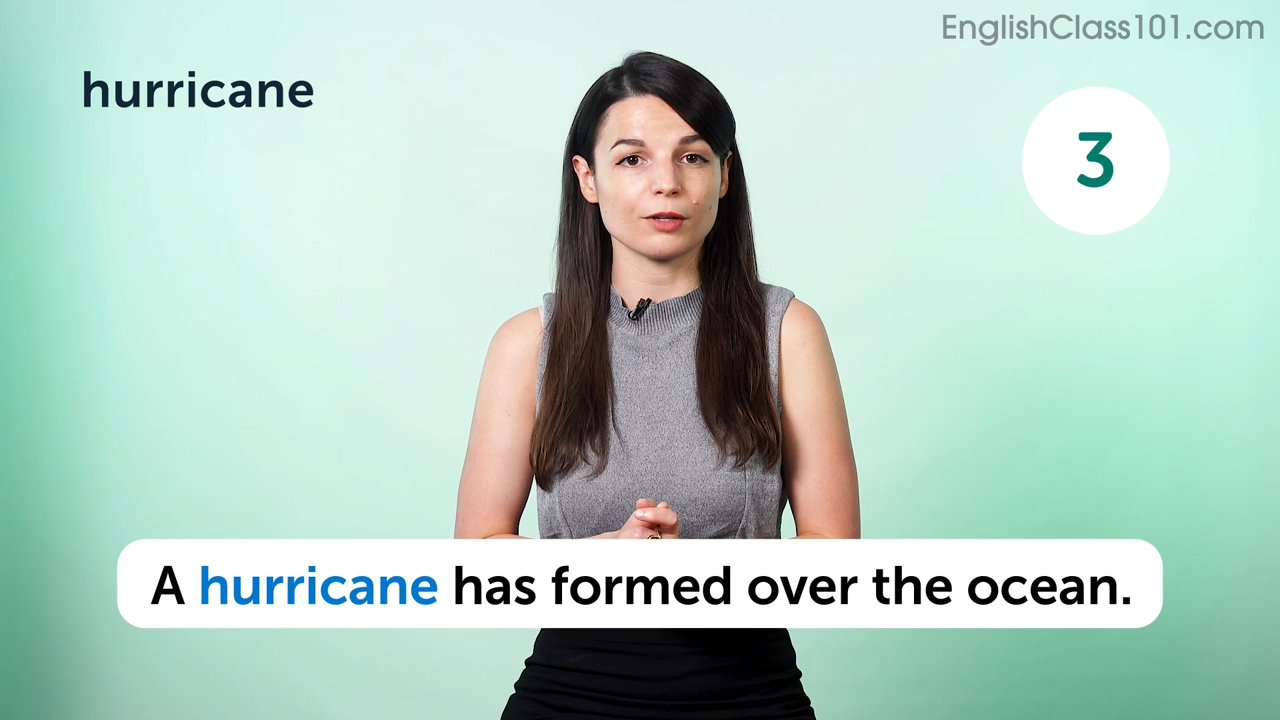 EnglishClass101.com
hurricane
3
A hurricane has formed over the ocean.